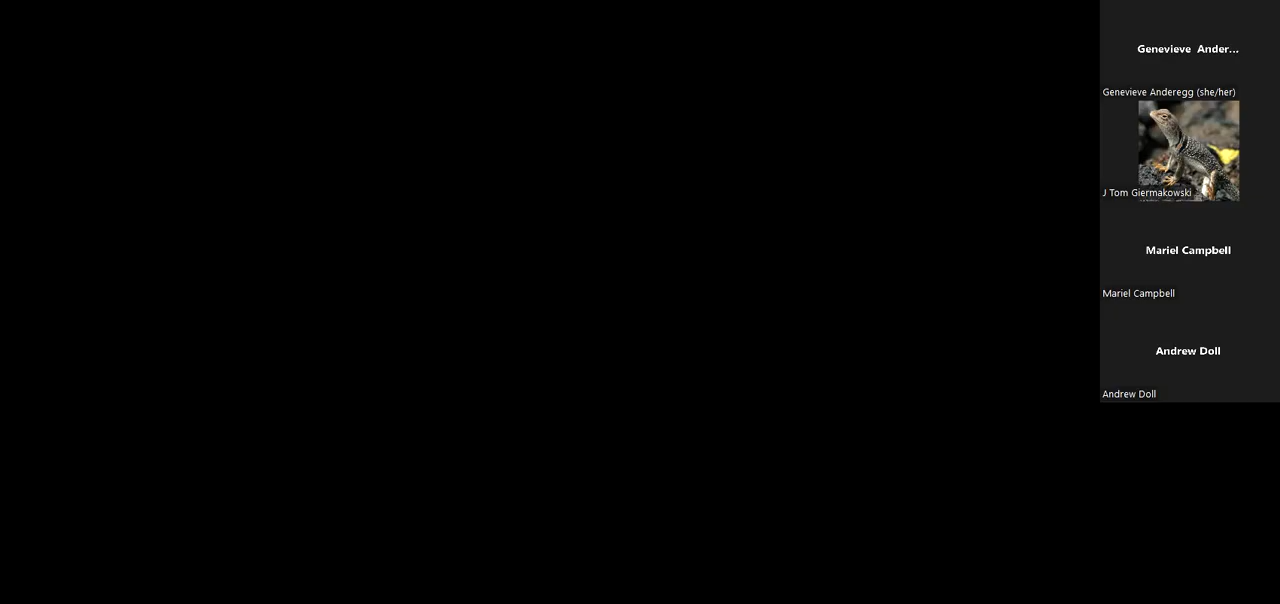 Genevieve Ander...
Genevieve Anderegg (she/her)
J Tom Giermakowski
Mariel Campbell
Mariel Campbell
Andrew Doll
Andrew Doll